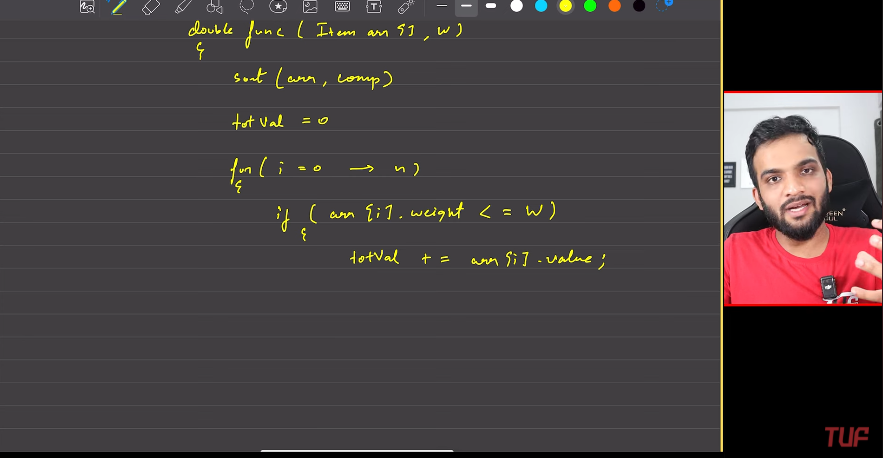 double func ( Item arr [], W )
{
sort (arr, comp)
totVal = 0
for ( i = 0 → n )
{
if ( arr [i]. weight <= W )
{
totVal += arr [i]. value ;
TUF